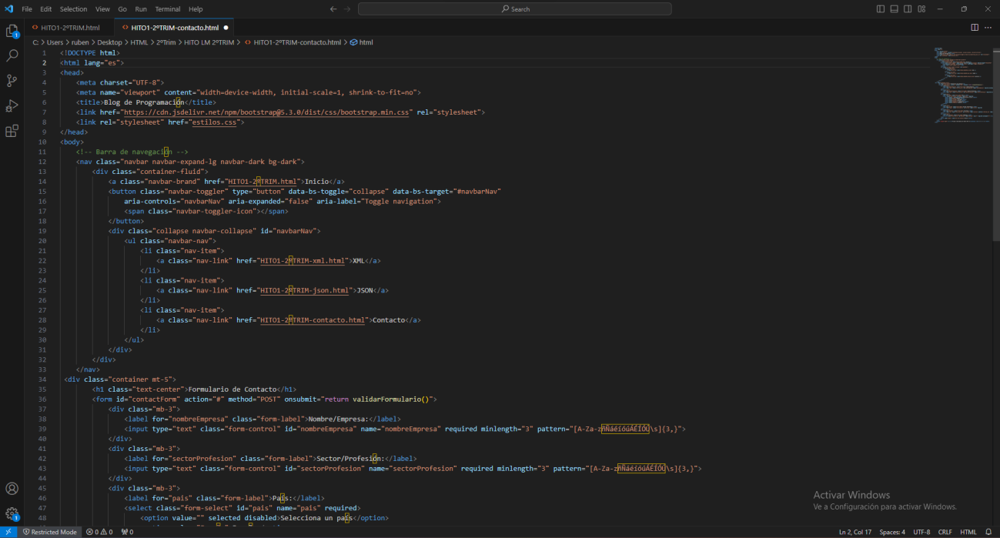 File Edit Selection View Go Run Terminal Help
Search
HITO1-2ºTRIM.html
HITO1-2ºTRIM-contacto.html
C: > Users > ruben > Desktop > HTML > 2ºTrim > HITO LM 2ºTRIM > HITO1-2ºTRIM-contacto.html > html
1 <!DOCTYPE html>
2 <html lang="es">
3 <head>
4 <meta charset="UTF-8">
5 <meta name="viewport" content="width=device-width, initial-scale=1, shrink-to-fit=no">
6 <title>Blog de Programación</title>
7 <link href="https://cdn.jsdelivr.net/npm/bootstrap@5.3.0/dist/css/bootstrap.min.css" rel="stylesheet">
8 <link rel="stylesheet" href="estilos.css">
9 </head>
10 <body>
11 <!-- Barra de navegación -->
12 <nav class="navbar navbar-expand-lg navbar-dark bg-dark">
13 <div class="container-fluid">
14 <a class="navbar-brand" href="HITO1-2ºTRIM.html">Inicio</a>
15 <button class="navbar-toggler" type="button" data-bs-toggle="collapse" data-bs-target="#navbarNav"
16 aria-controls="navbarNav" aria-expanded="false" aria-label="Toggle navigation">
17 <span class="navbar-toggler-icon"></span>
18 </button>
19 <div class="collapse navbar-collapse" id="navbarNav">
20 <ul class="navbar-nav">
21 <li class="nav-item">
22 <a class="nav-link" href="HITO1-2ºTRIM-xml.html">XML</a>
23 </li>
24 <li class="nav-item">
25 <a class="nav-link" href="HITO1-2ºTRIM-json.html">JSON</a>
26 </li>
27 <li class="nav-item">
28 <a class="nav-link" href="HITO1-2ºTRIM-contacto.html">Contacto</a>
29 </li>
30 </ul>
31 </div>
32 </div>
33 </nav>
34 <div class="container mt-5">
35 <h1 class="text-center">Formulario de Contacto</h1>
36 <form id="contactForm" action="#" method="POST" onsubmit="return validarFormulario()">
37 <div class="mb-3">
38 <label for="nombreEmpresa" class="form-label">Nombre/Empresa:</label>
39 <input type="text" class="form-control" id="nombreEmpresa" name="nombreEmpresa" required minlength="3" pattern="[A-Za-zñÑáéíóúÁÉÍÓÚ\s]{3,}">
40 </div>
41 <div class="mb-3">
42 <label for="sectorProfesion" class="form-label">Sector/Profesión:</label>
43 <input type="text" class="form-control" id="sectorProfesion" name="sectorProfesion" required minlength="3" pattern="[A-Za-zñÑáéíóúÁÉÍÓÚ\s]{3,}">
44 </div>
45 <div class="mb-3">
46 <label for="pais" class="form-label">País:</label>
47 <select class="form-select" id="pais" name="pais" required>
48 <option value="" selected disabled>Selecciona un país</option>
Activar Windows
Ve a Configuración para activar Windows.
Restricted Mode 0 0 0 Ln 2, Col 17 Spaces: 4 UTF-8 CRLF HTML